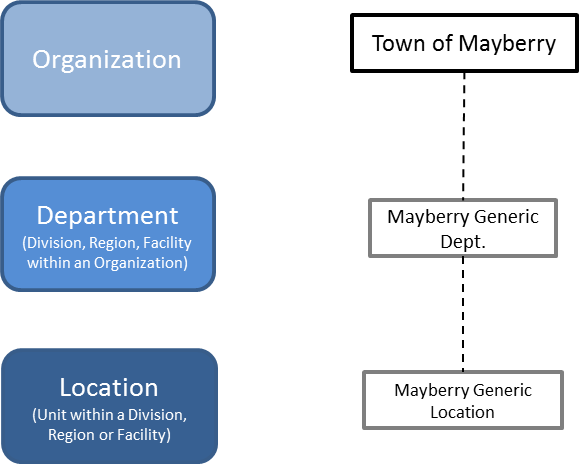 Organization
Town of Mayberry
Department
(Division, Region, Facility
within an Organization)
Mayberry Generic
Dept.
Location
(Unit within a Division,
Region or Facility)
Mayberry Generic
Location